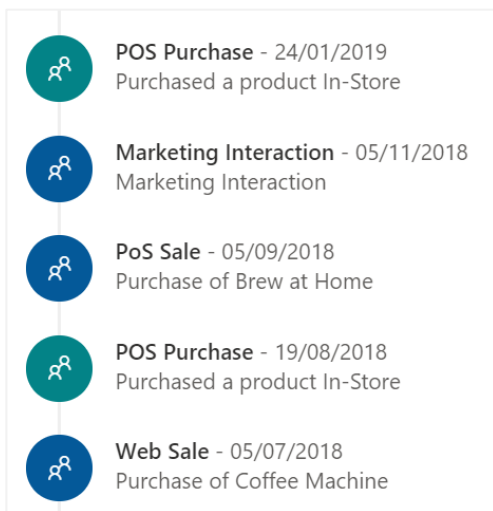 POS Purchase - 24/01/2019
Purchased a product In-Store
Marketing Interaction - 05/11/2018
Marketing Interaction
PoS Sale - 05/09/2018
Purchase of Brew at Home
POS Purchase - 19/08/2018
Purchased a product In-Store
Web Sale - 05/07/2018
Purchase of Coffee Machine